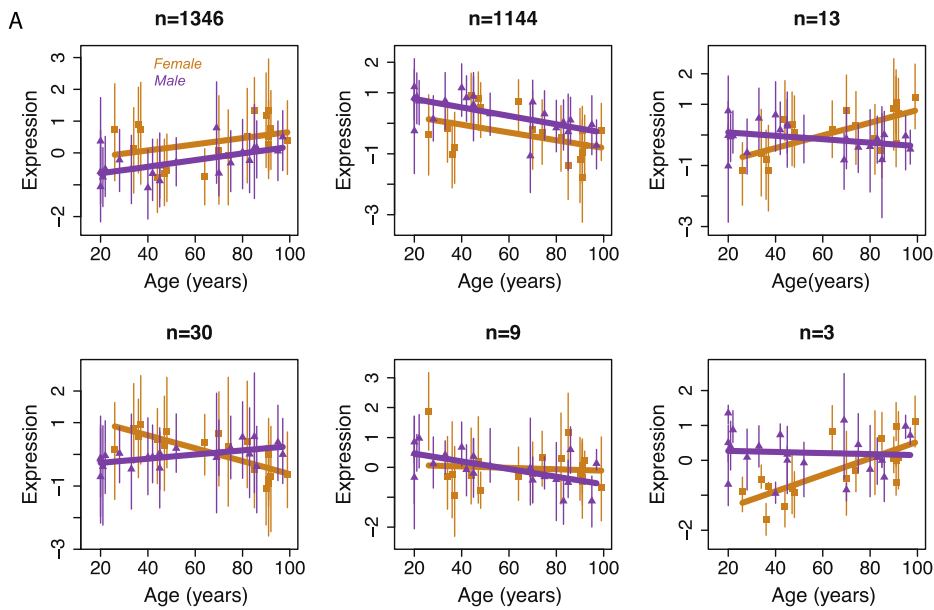 A
n=1346
n=1144
n=13
Female
Male
Expression
3
2
0
−2
20 40 60 80 100
Age (years)
Expression
2
1
−1
−3
20 40 60 80 100
Age (years)
Expression
2
1
−1
−3
20 40 60 80 100
Age(years)
n=30
n=9
n=3
Expression
2
1
−1
−3
20 40 60 80 100
Age (years)
Expression
3
2
0
−2
20 40 60 80 100
Age (years)
Expression
2
1
0
−2
20 40 60 80 100
Age (years)